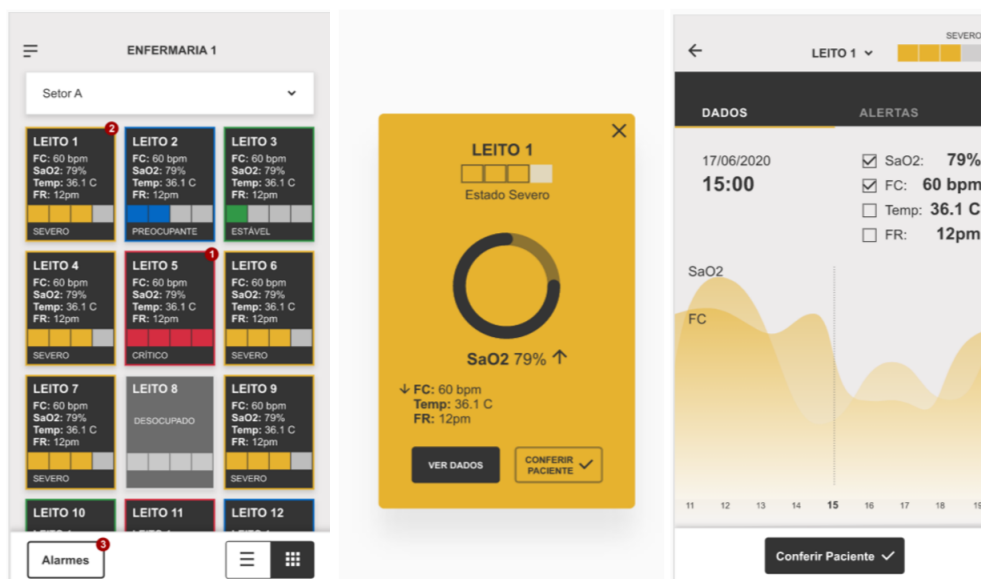 ENFERMARIA 1
Setor A
2
LEITO 1
FC: 60 bpm
SaO2: 79%
Temp: 36.1 C
FR: 12pm
SEVERO
LEITO 2
FC: 60 bpm
SaO2: 79%
Temp: 36.1 C
FR: 12pm
PREOCUPANTE
LEITO 3
FC: 60 bpm
SaO2: 79%
Temp: 36.1 C
FR: 12pm
ESTÁVEL
LEITO 4
FC: 60 bpm
SaO2: 79%
Temp: 36.1 C
FR: 12pm
SEVERO
1
LEITO 5
FC: 60 bpm
SaO2: 79%
Temp: 36.1 C
FR: 12pm
CRÍTICO
LEITO 6
FC: 60 bpm
SaO2: 79%
Temp: 36.1 C
FR: 12pm
SEVERO
LEITO 7
FC: 60 bpm
SaO2: 79%
Temp: 36.1 C
FR: 12pm
SEVERO
LEITO 8
DESOCUPADO
LEITO 9
FC: 60 bpm
SaO2: 79%
Temp: 36.1 C
FR: 12pm
SEVERO
LEITO 10
LEITO 11
LEITO 12
Alarmes
3
LEITO 1
Estado Severo
SaO2 79%
FC: 60 bpm
Temp: 36.1 C
FR: 12pm
VER DADOS
CONFERIR
PACIENTE
LEITO 1
SEVERO
DADOS
ALERTAS
17/06/2020
15:00
SaO2: 79%
FC: 60 bpm
Temp: 36.1 C
FR: 12pm
SaO2
FC
11 12 13 14 15 16 17 18 19
Conferir Paciente